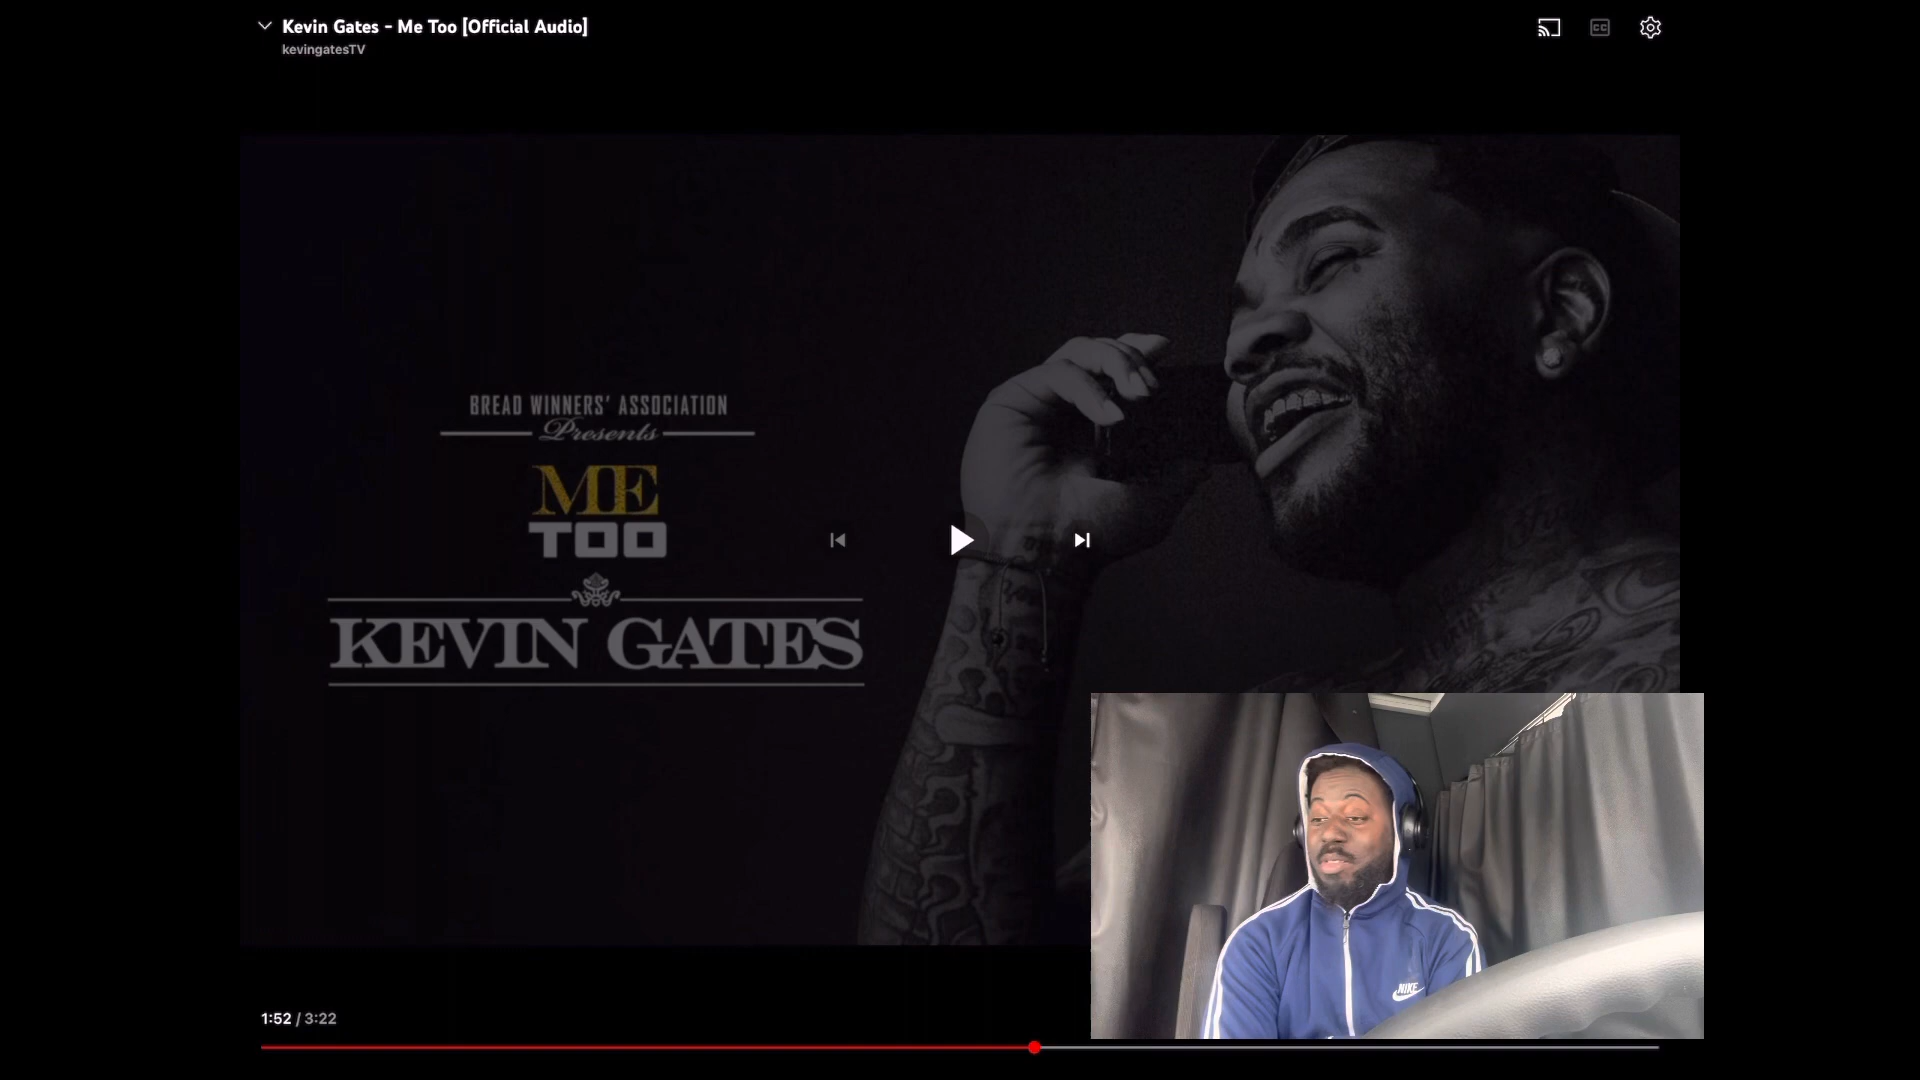 Kevin Gates - Me Too [Official Audio]
kevingatesTV
CC
BREAD WINNERS' ASSOCIATION
Presents
ME
TOO
KEVIN GATES
NIKE
1:52 / 3:22